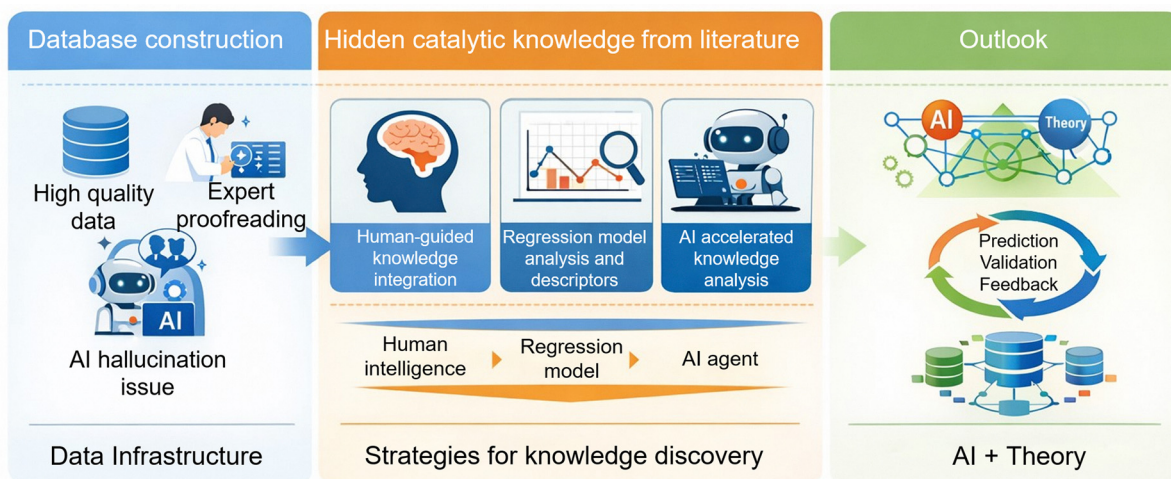 Database construction
High quality
data
Expert
proofreading
AI
AI hallucination
issue
Data Infrastructure
Hidden catalytic knowledge from literature
Human-guided
knowledge
integration
Regression model
analysis and
descriptors
AI accelerated
knowledge
analysis
Human
intelligence
Regression
model
AI agent
Strategies for knowledge discovery
Outlook
AI
Theory
Prediction
Validation
Feedback
AI + Theory